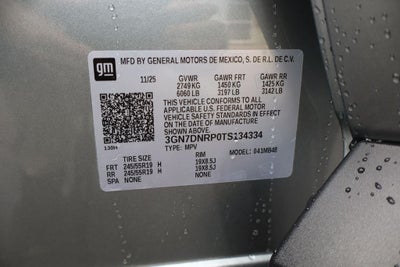 gm
MFD BY GENERAL MOTORS DE MEXICO, S. DE R.L. DE C.V.
11/25 GVWR GAWR FRT GAWR RR
2749 KG 1450 KG 1425 KG
6060 LB 3197 LB 3142 LB
THIS VEHICLE CONFORMS TO ALL
APPLICABLE U.S. FEDERAL MOTOR
VEHICLE SAFETY STANDARDS IN
EFFECT ON THE DATE OF
MANUFACTURE SHOWN ABOVE.
3GN7DNRP0TS134334
TYPE: MPV MODEL:
TIRE SIZE RIM
FRT 245/55R19 H 19X8.5J
RR 245/55R19 H 19X8.5J
SPA NONE NONE